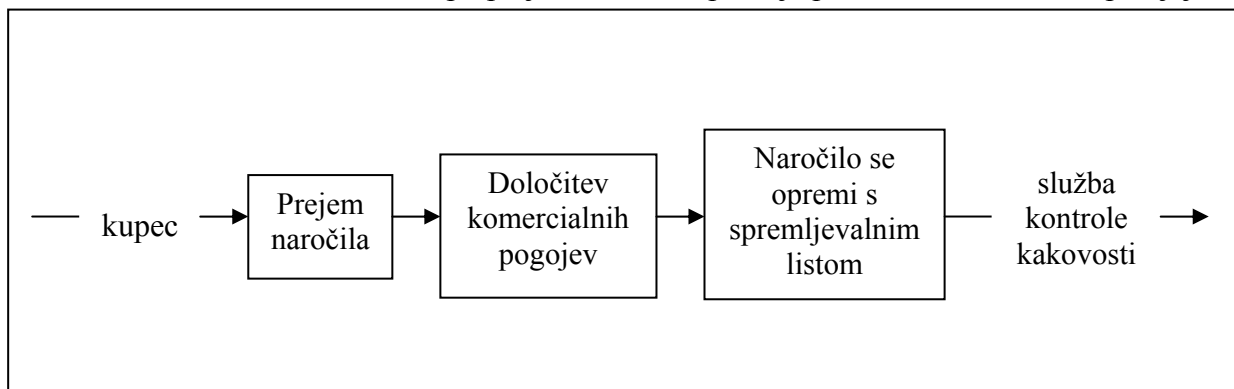 kupec
Prejem
naročila
Določitev
komercialnih
pogojev
Naročilo se
opremi s
spremljevalnim
listom
služba
kontrole
kakovosti